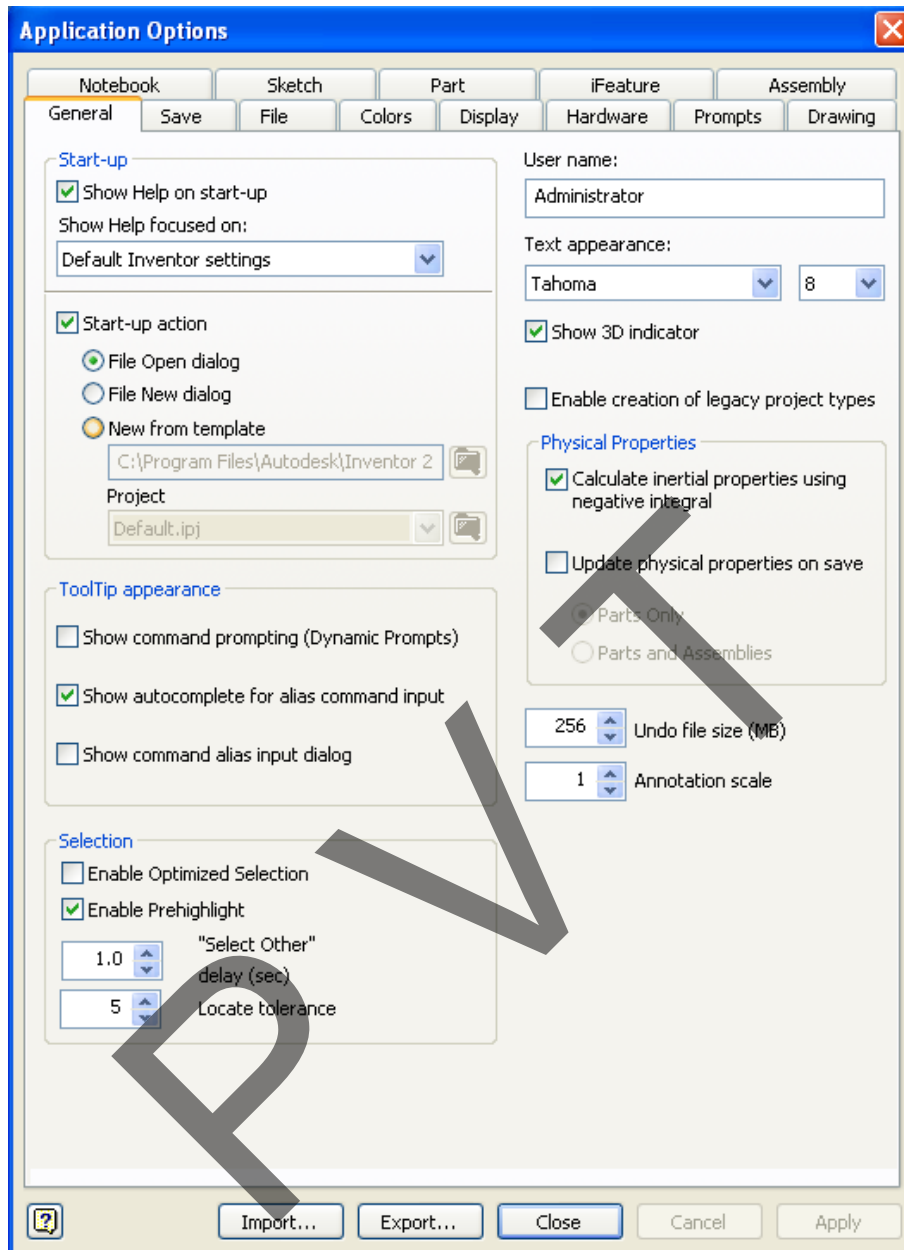 Application Options
Notebook Sketch Part iFeature Assembly
General Save File Colors Display Hardware Prompts Drawing
Start-up
Show Help on start-up
Show Help focused on:
Default Inventor settings
Start-up action
File Open dialog
File New dialog
New from template
C:\Program Files\Autodesk\Inventor 2
Project
Default.ipj
ToolTip appearance
Show command prompting (Dynamic Prompts)
Show autocomplete for alias command input
Show command alias input dialog
Selection
Enable Optimized Selection
Enable Prehighlight
1.0 "Select Other"
delay (sec)
5 Locate tolerance
User name:
Administrator
Text appearance:
Tahoma 8
Show 3D indicator
Enable creation of legacy project types
Physical Properties
Calculate inertial properties using
negative integral
Update physical properties on save
Parts Only
Parts and Assemblies
256 Undo file size (MB)
1 Annotation scale
Import... Export... Close Cancel Apply
PVT